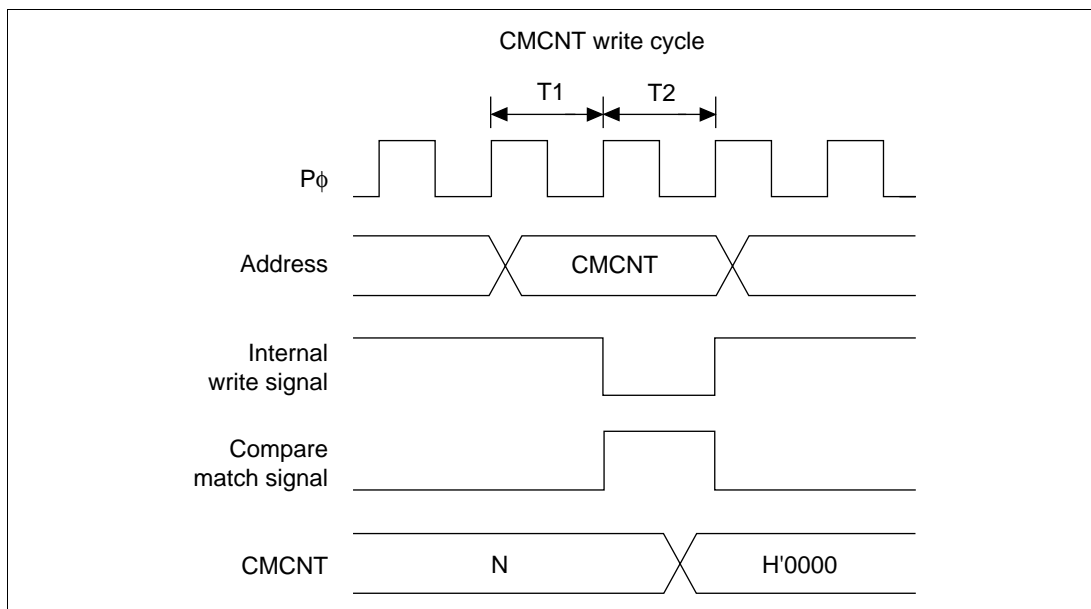 CMCNT write cycle
T1
T2
Pϕ
Address
CMCNT
Internal
write signal
Compare
match signal
CMCNT
N
H'0000